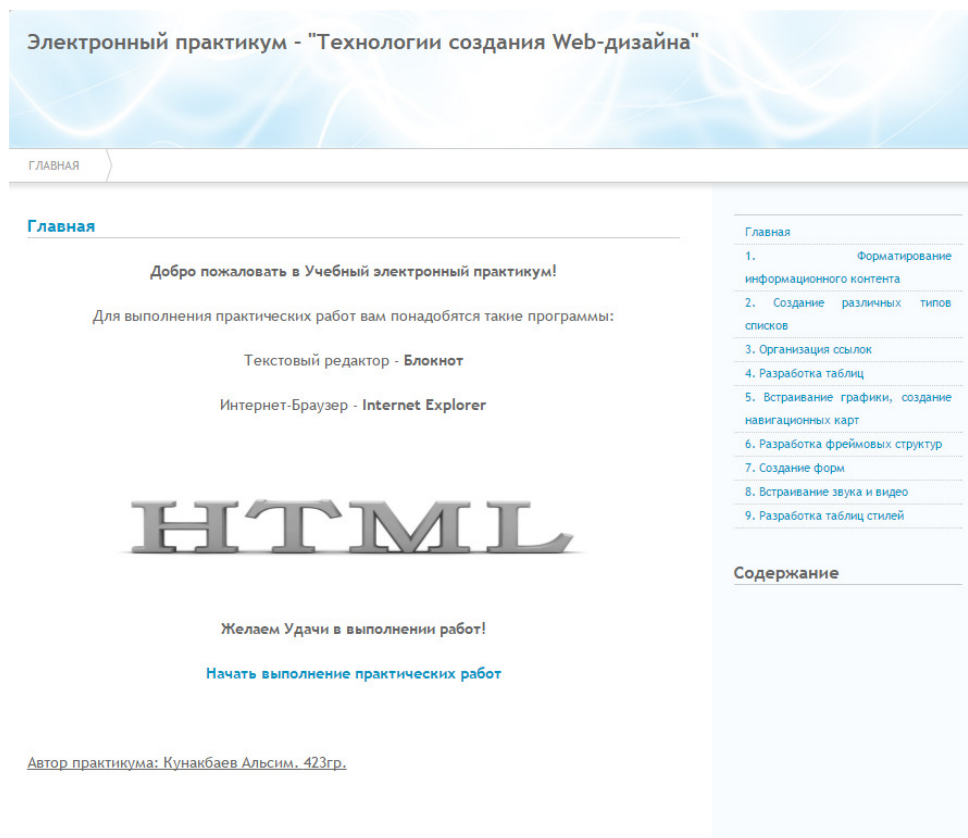 Электронный практикум - "Технологии создания Web-дизайна"
ГЛАВНАЯ
Главная
Добро пожаловать в Учебный электронный практикум!
Для выполнения практических работ вам понадобятся такие программы:
Текстовый редактор - Блокнот
Интернет-Браузер - Internet Explorer
HTML
Желаем Удачи в выполнении работ!
Начать выполнение практических работ
Автор практикума: Кунакбаев Альсим. 423гр.
Главная
1. Форматирование
информационного контента
2. Создание различных типов
списков
3. Организация ссылок
4. Разработка таблиц
5. Встраивание графики, создание
навигационных карт
6. Разработка фреймовых структур
7. Создание форм
8. Встраивание звука и видео
9. Разработка таблиц стилей
Содержание